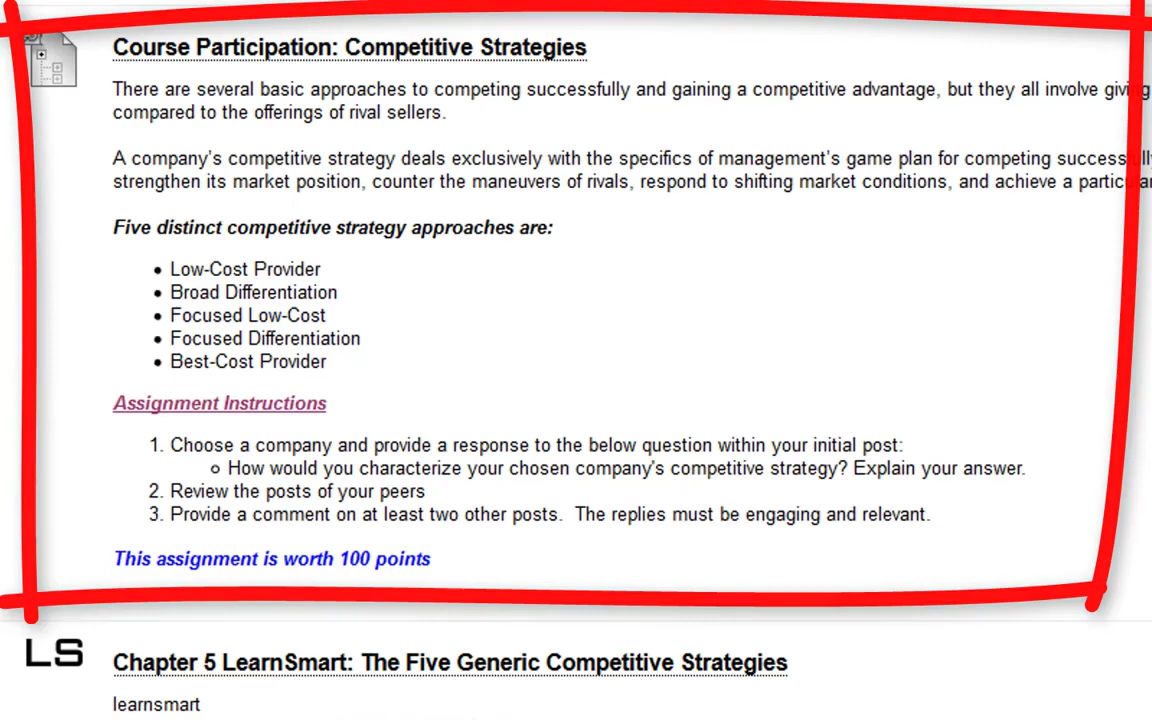 Course Participation: Competitive Strategies
There are several basic approaches to competing successfully and gaining a competitive advantage, but they all involve giving
compared to the offerings of rival sellers.
A company's competitive strategy deals exclusively with the specifics of management's game plan for competing successfully
strengthen its market position, counter the maneuvers of rivals, respond to shifting market conditions, and achieve a
Five distinct competitive strategy approaches are:
• Low-Cost Provider
• Broad Differentiation
• Focused Low-Cost
• Focused Differentiation
• Best-Cost Provider
Assignment Instructions
1. Choose a company and provide a response to the below question within your initial post:
o How would you characterize your chosen company's competitive strategy? Explain your answer.
2. Review the posts of your peers
3. Provide a comment on at least two other posts. The replies must be engaging and relevant.
This assignment is worth 100 points
LS
Chapter 5 LearnSmart: The Five Generic Competitive Strategies
learnsmart